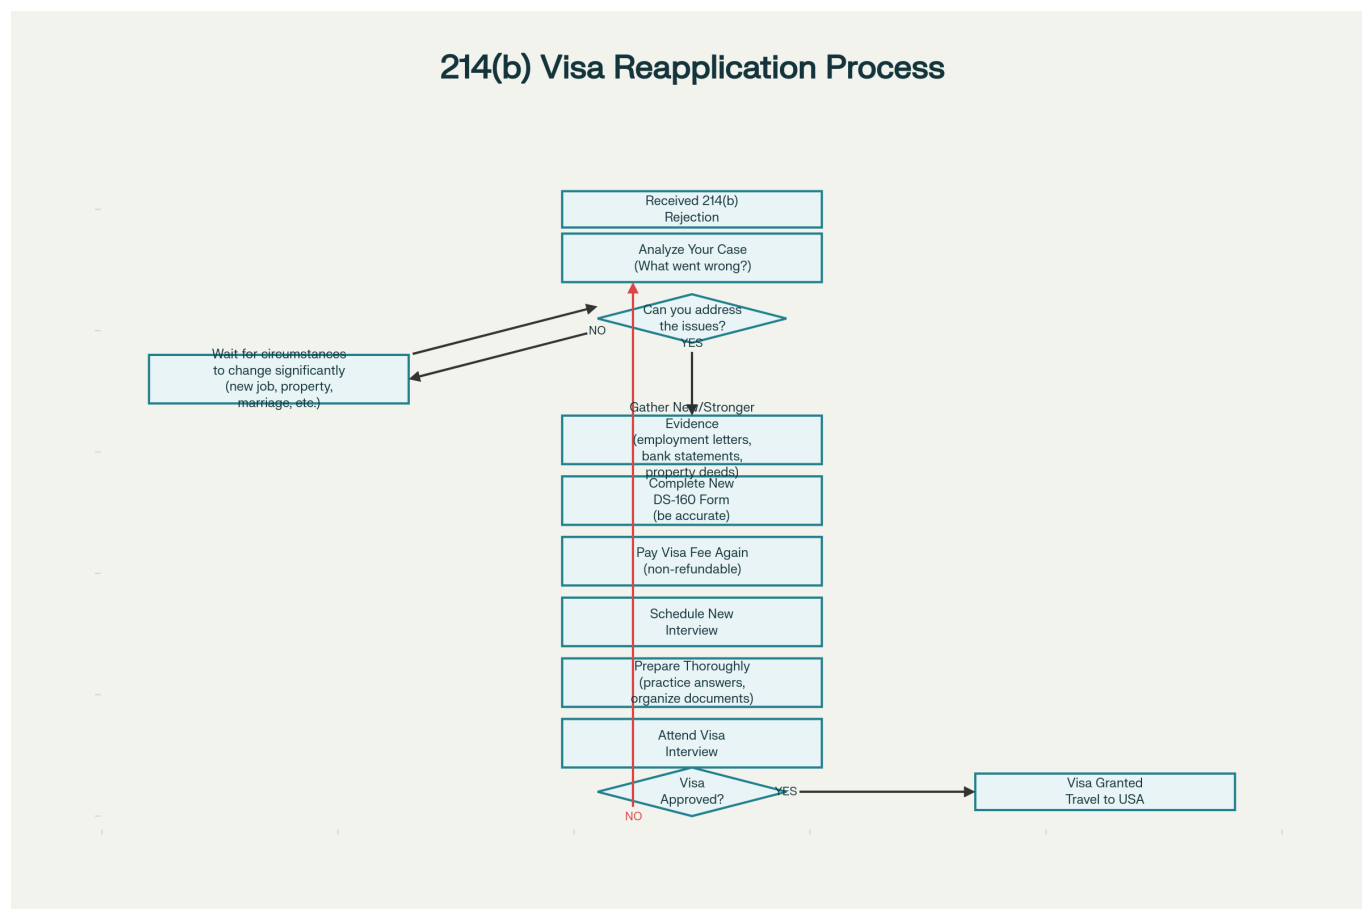 214(b) Visa Reapplication Process
Received 214(b)
Rejection
Analyze Your Case
(What went wrong?)
Can you address
the issues?
NO
YES
Wait for circumstances
to change significantly
(new job, property,
marriage, etc.)
Gather New/Stronger
Evidence
(employment letters,
bank statements,
property deeds)
Complete New
DS-160 Form
(be accurate)
Pay Visa Fee Again
(non-refundable)
Schedule New
Interview
Prepare Thoroughly
(practice answers,
organize documents)
Attend Visa
Interview
Visa
Approved?
YES
Visa Granted
Travel to USA
NO